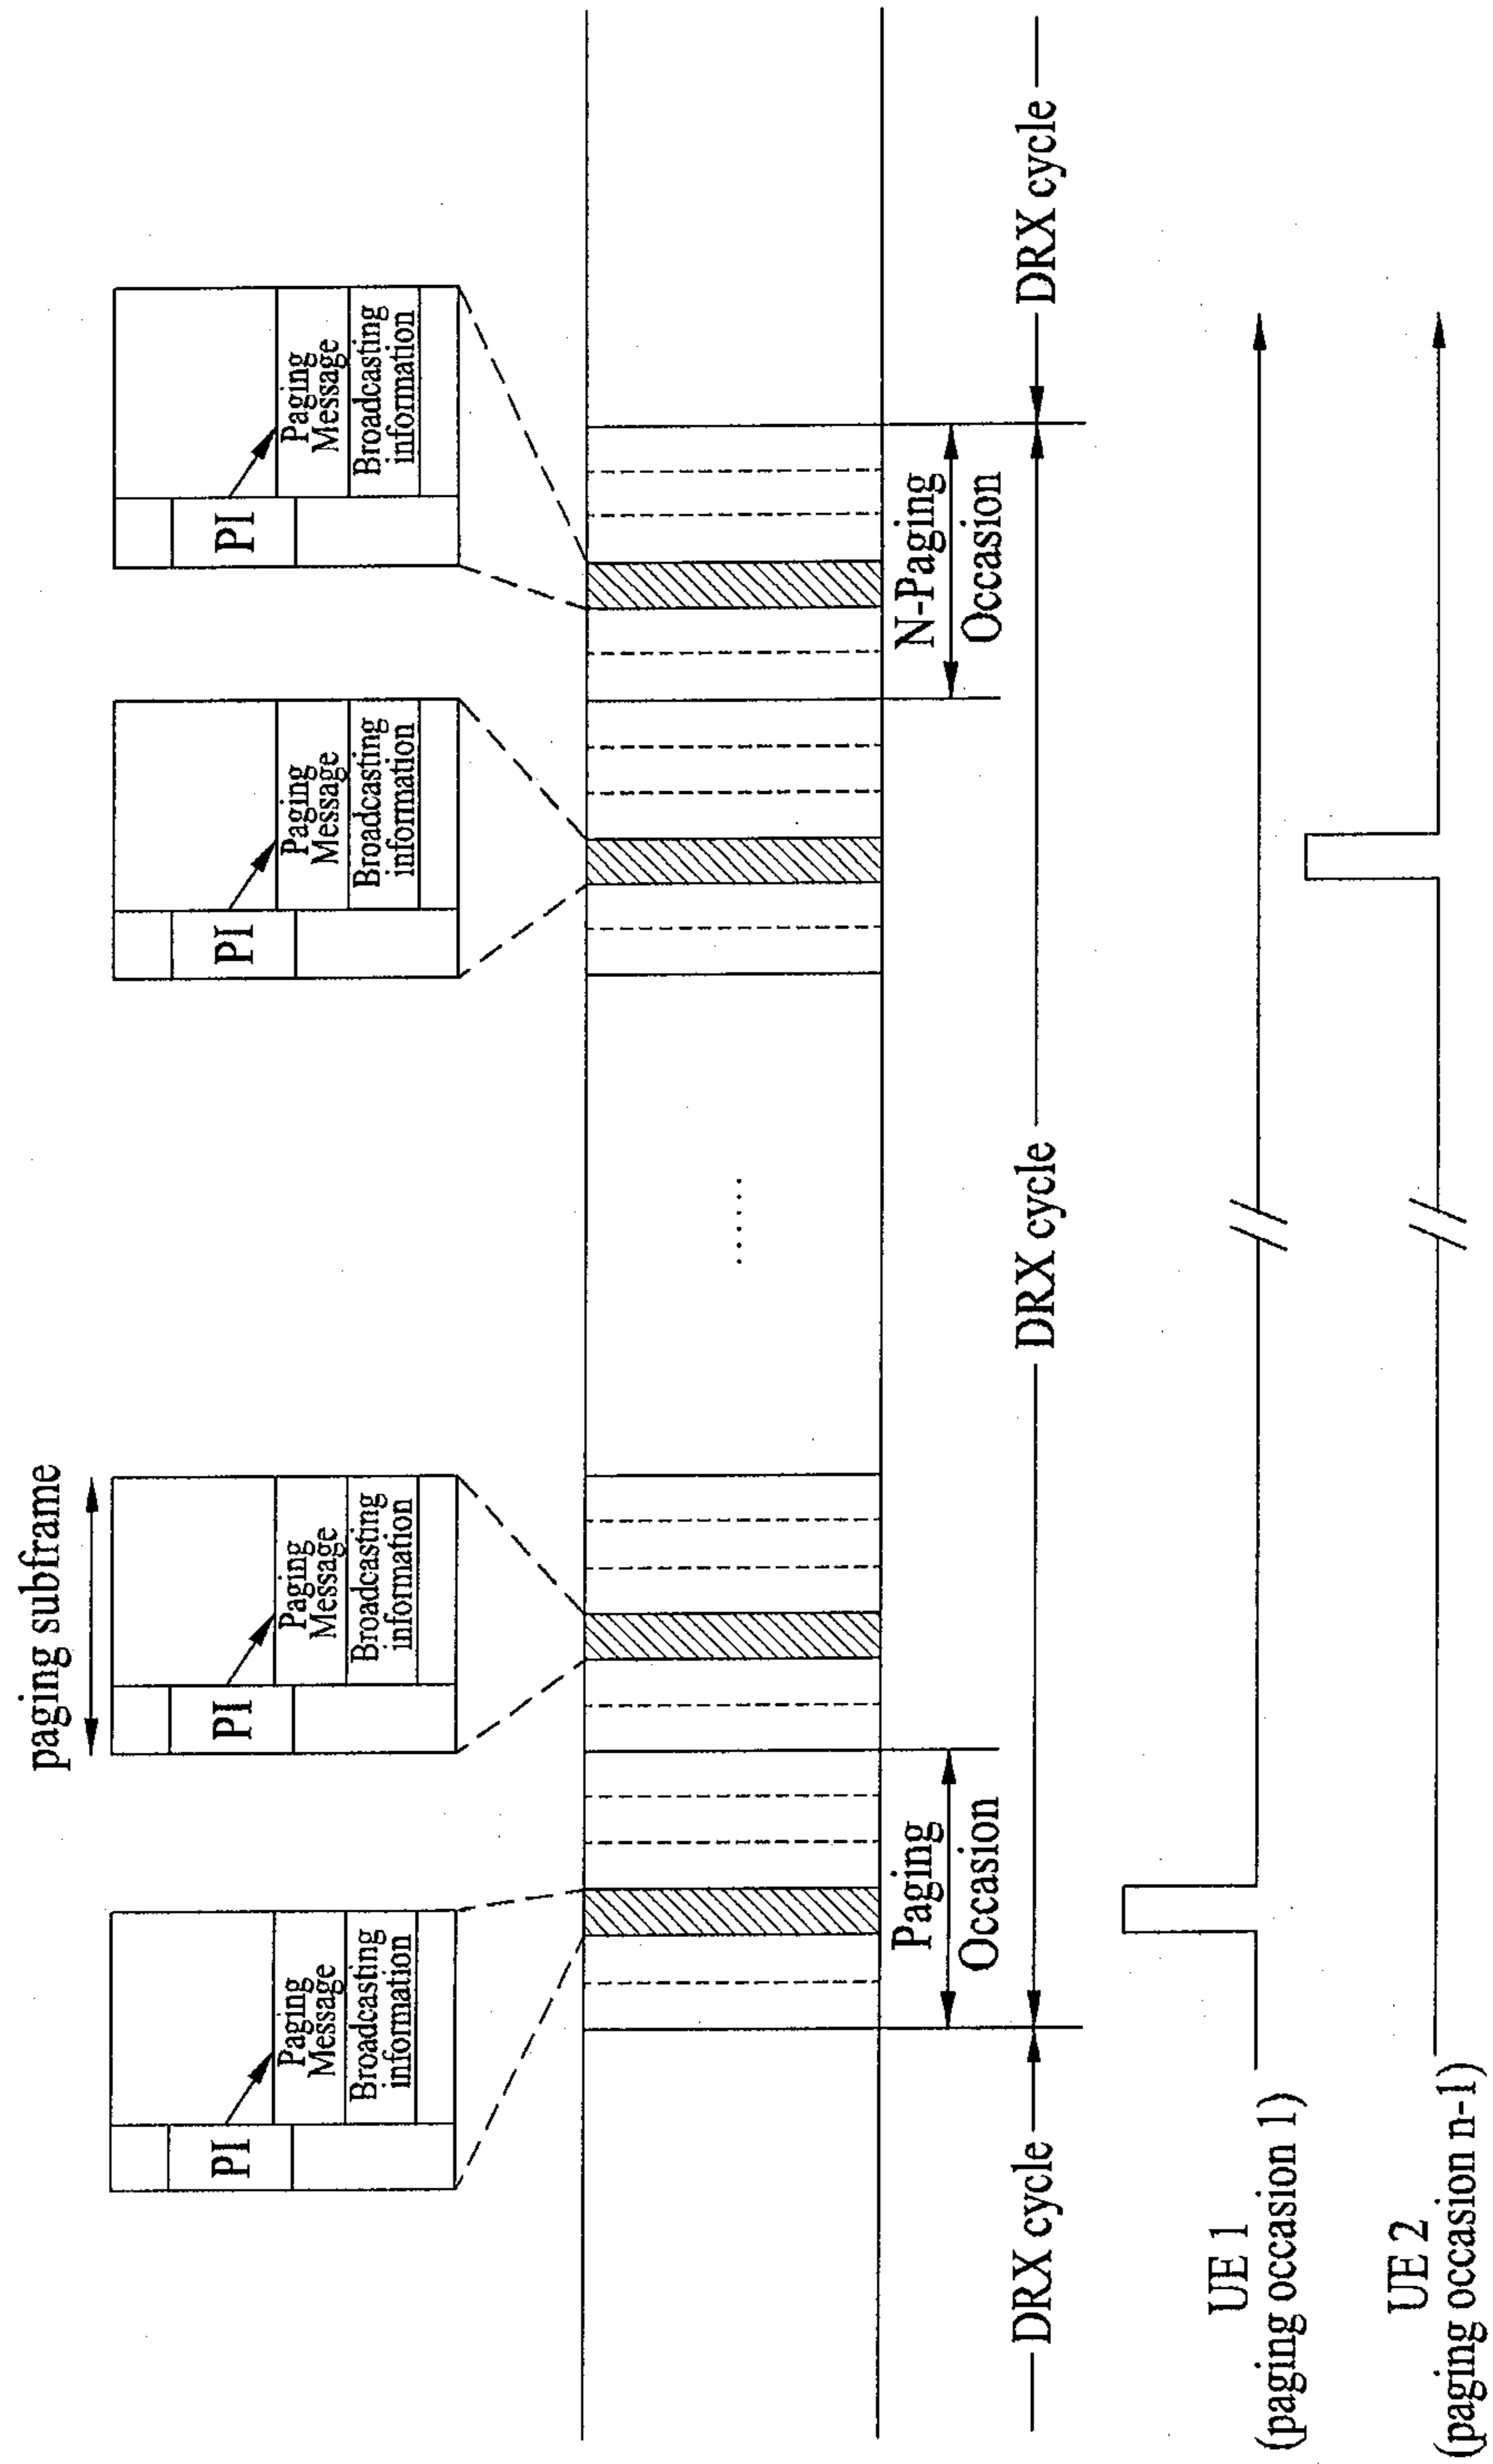 paging subframe
PI
Paging
Message
Broadcasting
information
PI
Paging
Message
Broadcasting
information
PI
Paging
Message
Broadcasting
information
PI
Paging
Message
Broadcasting
information
......
Paging
Occasion
N-Paging
Occasion
DRX cycle
DRX cycle
DRX cycle
UE 1
(paging occasion 1)
UE 2
(paging occasion n-1)